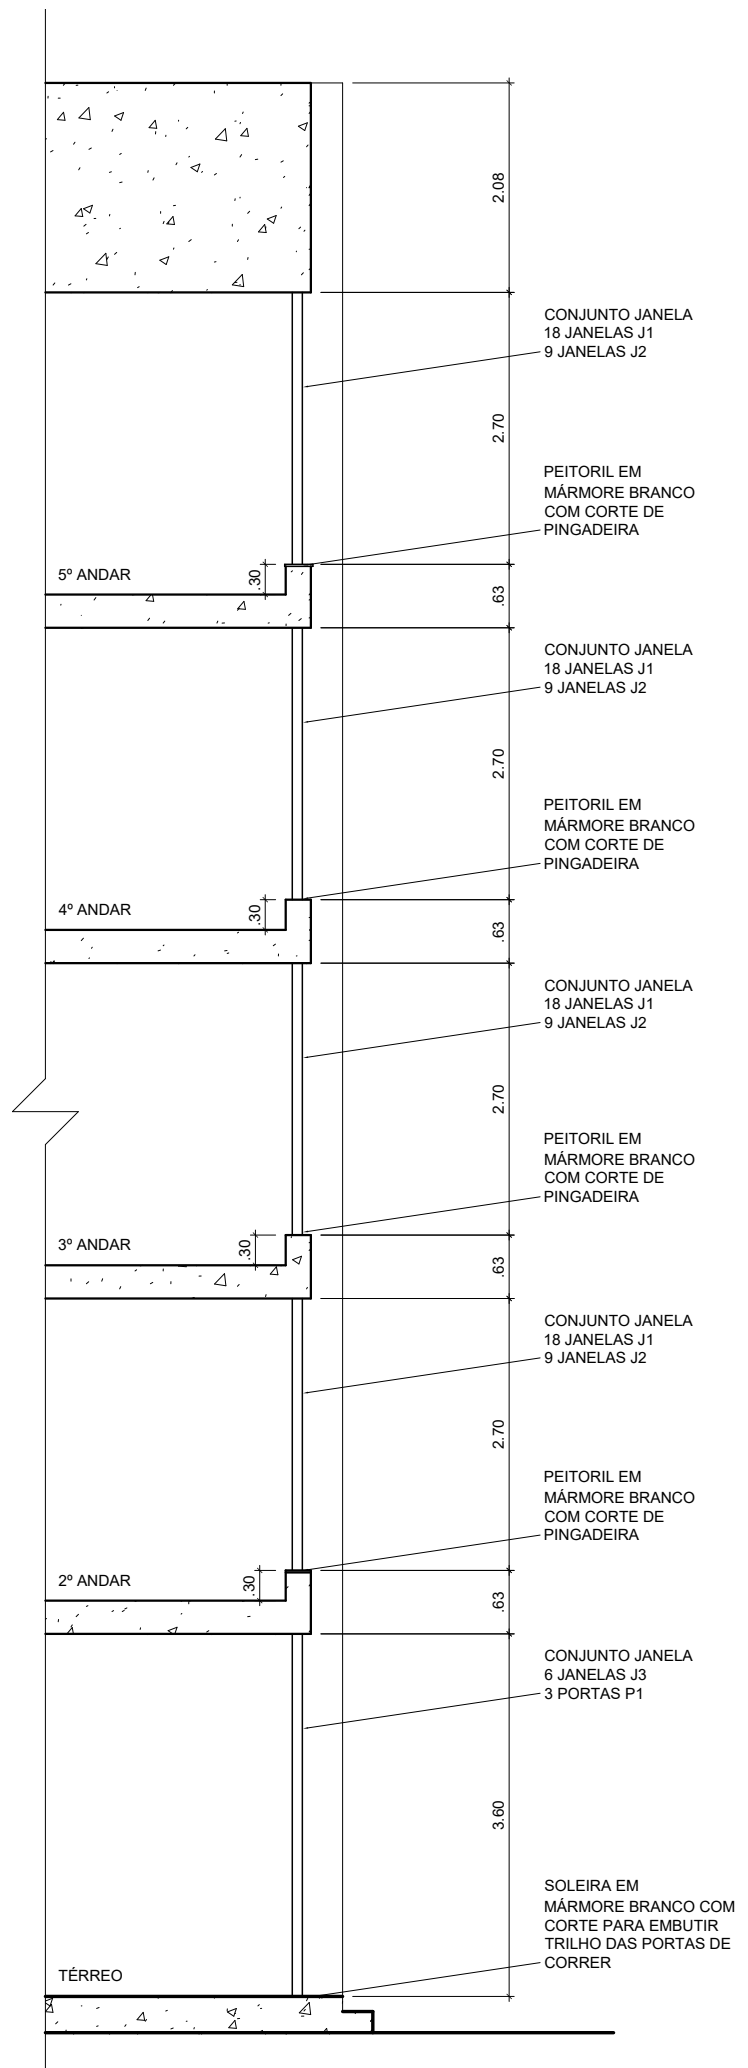 2.08
CONJUNTO JANELA
18 JANELAS J1
9 JANELAS J2
2.70
PEITORIL EM
MÁRMORE BRANCO
COM CORTE DE
PINGADEIRA
5º ANDAR
.30
.63
CONJUNTO JANELA
18 JANELAS J1
9 JANELAS J2
2.70
PEITORIL EM
MÁRMORE BRANCO
COM CORTE DE
PINGADEIRA
4º ANDAR
.30
.63
CONJUNTO JANELA
18 JANELAS J1
9 JANELAS J2
2.70
PEITORIL EM
MÁRMORE BRANCO
COM CORTE DE
PINGADEIRA
3º ANDAR
.30
.63
CONJUNTO JANELA
18 JANELAS J1
9 JANELAS J2
2.70
PEITORIL EM
MÁRMORE BRANCO
COM CORTE DE
PINGADEIRA
2º ANDAR
.30
.63
CONJUNTO JANELA
6 JANELAS J3
3 PORTAS P1
3.60
SOLEIRA EM
MÁRMORE BRANCO COM
CORTE PARA EMBUTIR
TRILHO DAS PORTAS DE
CORRER
TÉRREO